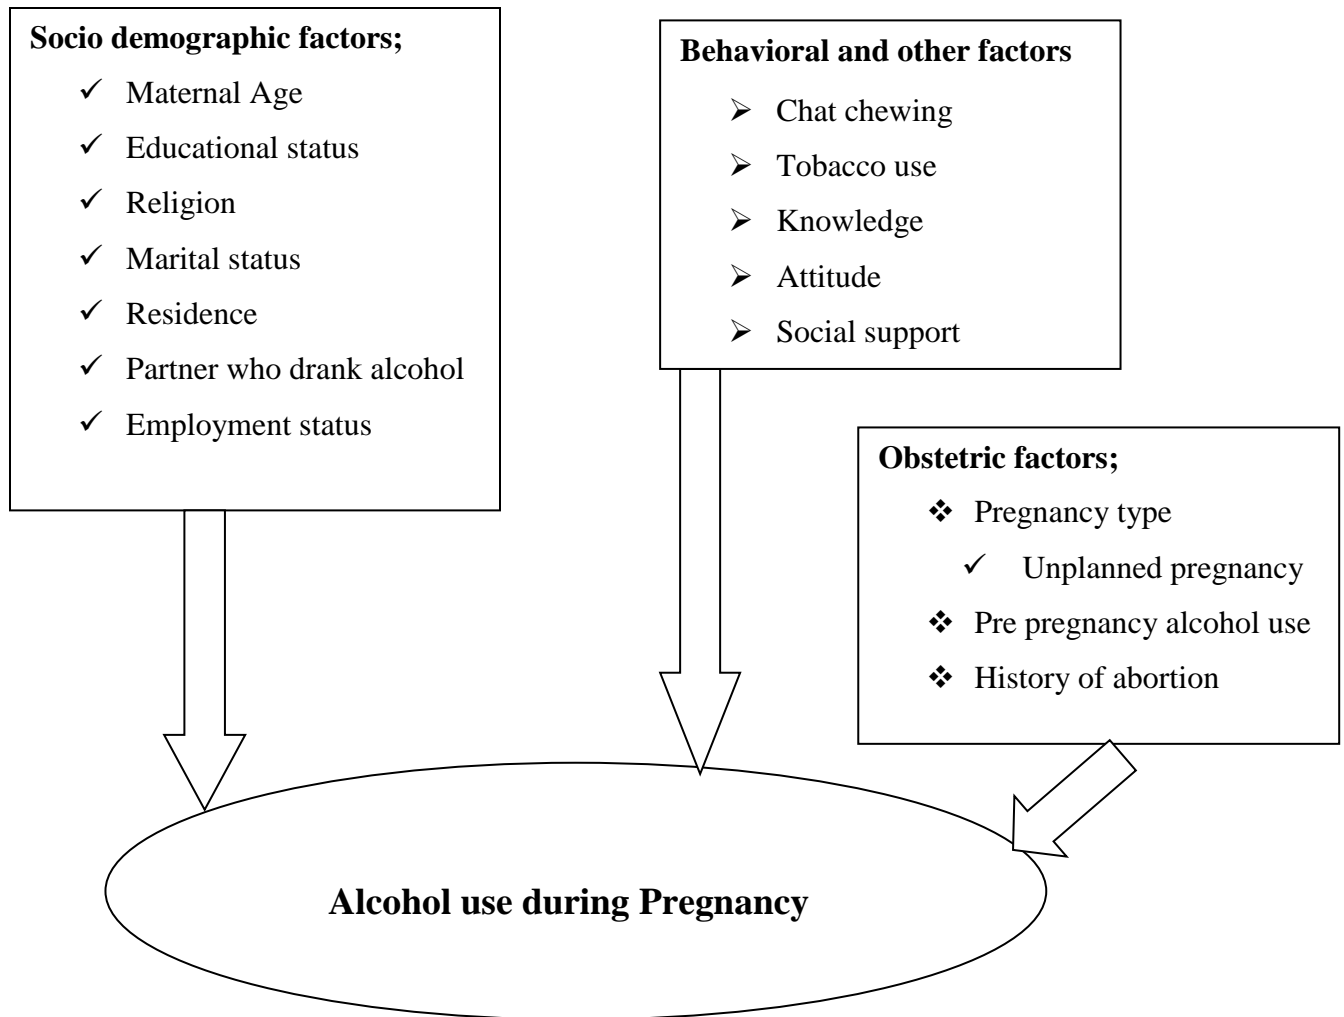 Socio demographic factors;
✓ Maternal Age
✓ Educational status
✓ Religion
✓ Marital status
✓ Residence
✓ Partner who drank alcohol
✓ Employment status
Behavioral and other factors
➢ Chat chewing
➢ Tobacco use
➢ Knowledge
➢ Attitude
➢ Social support
Obstetric factors;
❖ Pregnancy type
✓ Unplanned pregnancy
❖ Pre pregnancy alcohol use
❖ History of abortion
Alcohol use during Pregnancy